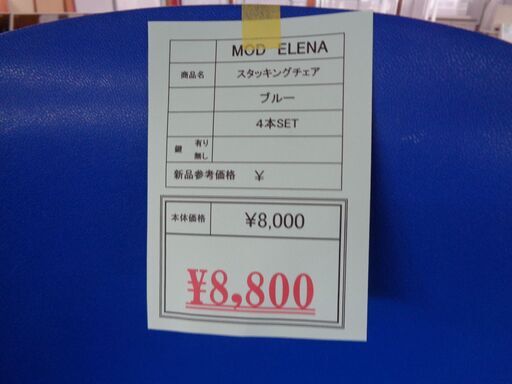 MOD ELENA
商品名 スタッキングチェア
ブルー
4本SET
鍵 有り
無し
新品参考価格 ¥
本体価格 ¥8,000
¥8,800